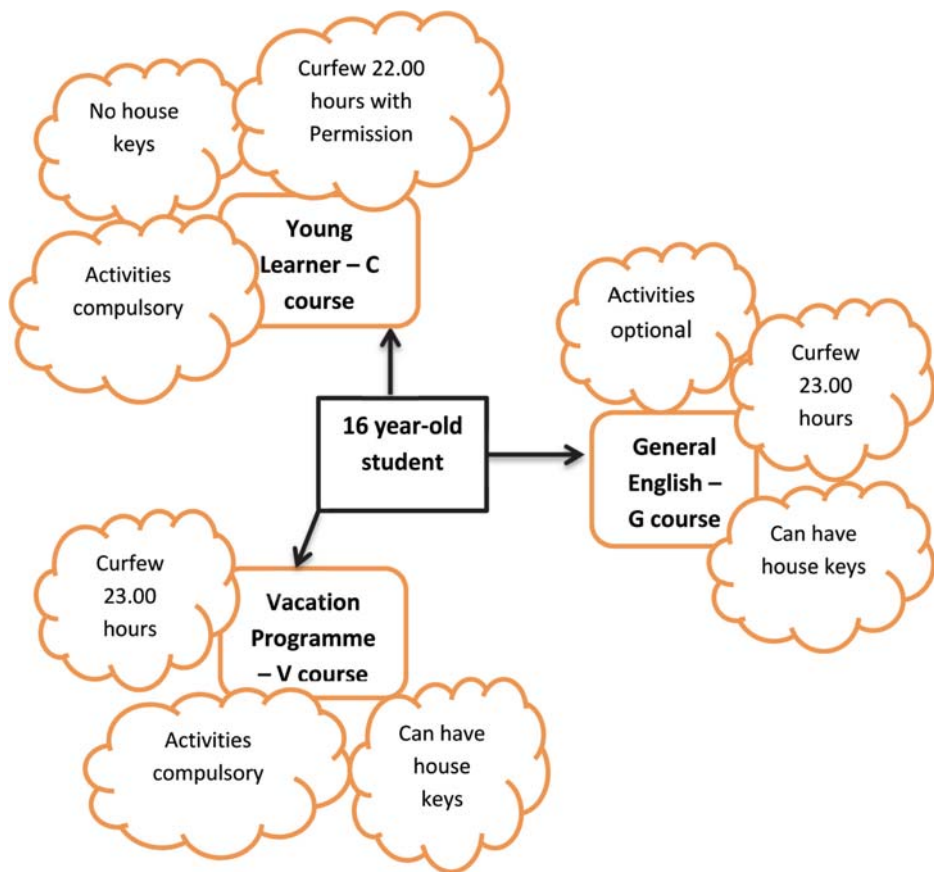 No house
keys
Curfew 22.00
hours with
Permission
Young
Learner – C
course
Activities
compulsory
Activities
optional
Curfew
23.00
hours
16 year-old
student
General
English –
G course
Can have
house keys
Curfew
23.00
hours
Vacation
Programme
– V course
Activities
compulsory
Can have
house
keys